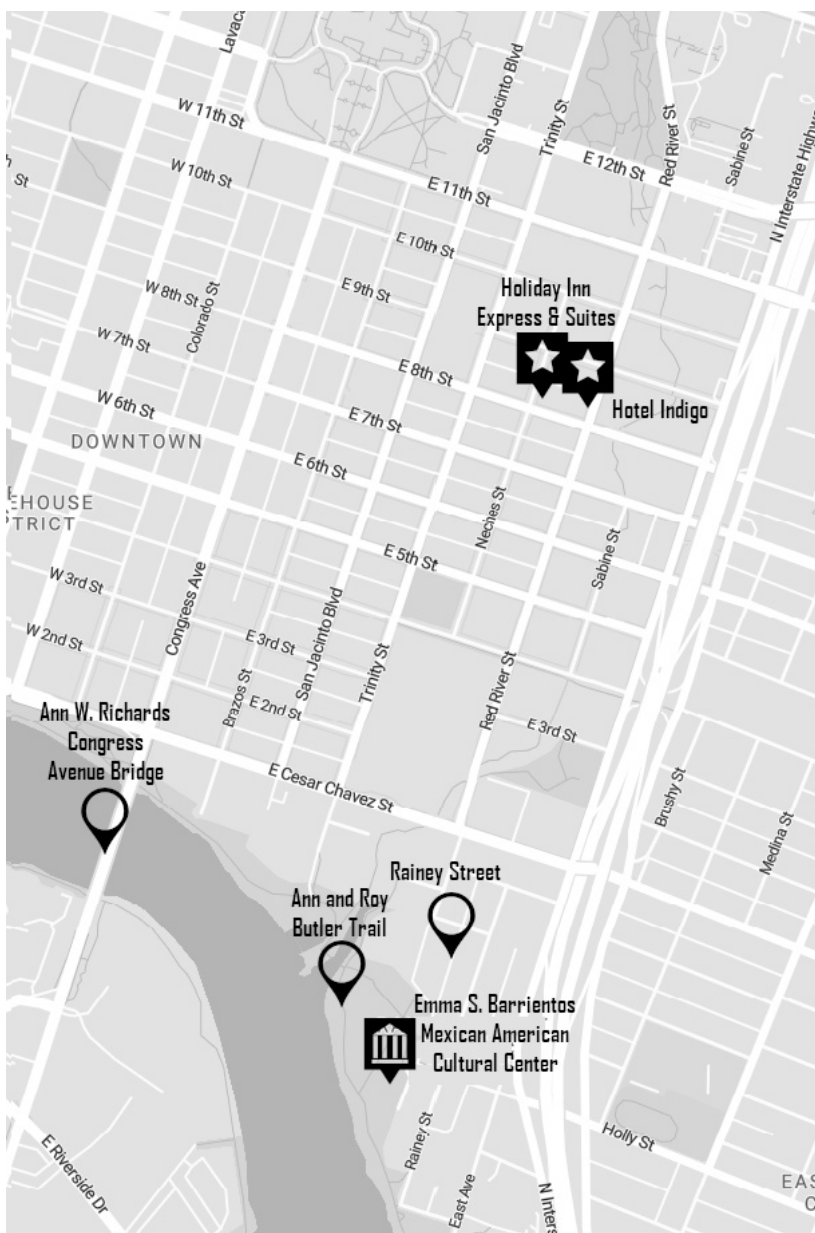 Lavaca
San Jacinto Blvd
Trinity St
W 11th St
Red River St
Sabine St
E 12th St
N Interstate Highw
W 10th St
St
E 11th St
E 10th St
E 9th St
W 8th St
Colorado St
Holiday Inn
Express & Suites
W 7th St
E 8th St
W 6th St
E 7th St
Hotel Indigo
DOWNTOWN
E 6th St
EHOUSE
TRICT
Neches St
E 5th St
Sabine St
W 3rd St
Congress Ave
San Jacinto Blvd
W 2nd St
E 3rd St
Trinity St
Brazos St
E 2nd St
Red River St
E 3rd St
Ann W. Richards
Congress
Avenue Bridge
E Cesar Chavez St
Brushy St
Medina St
Rainey Street
Ann and Roy
Butler Trail
Emma S. Barrientos
Mexican American
Cultural Center
Rainey St
Holly St
E Riverside Dr
East Ave
N Inters
EAS
C